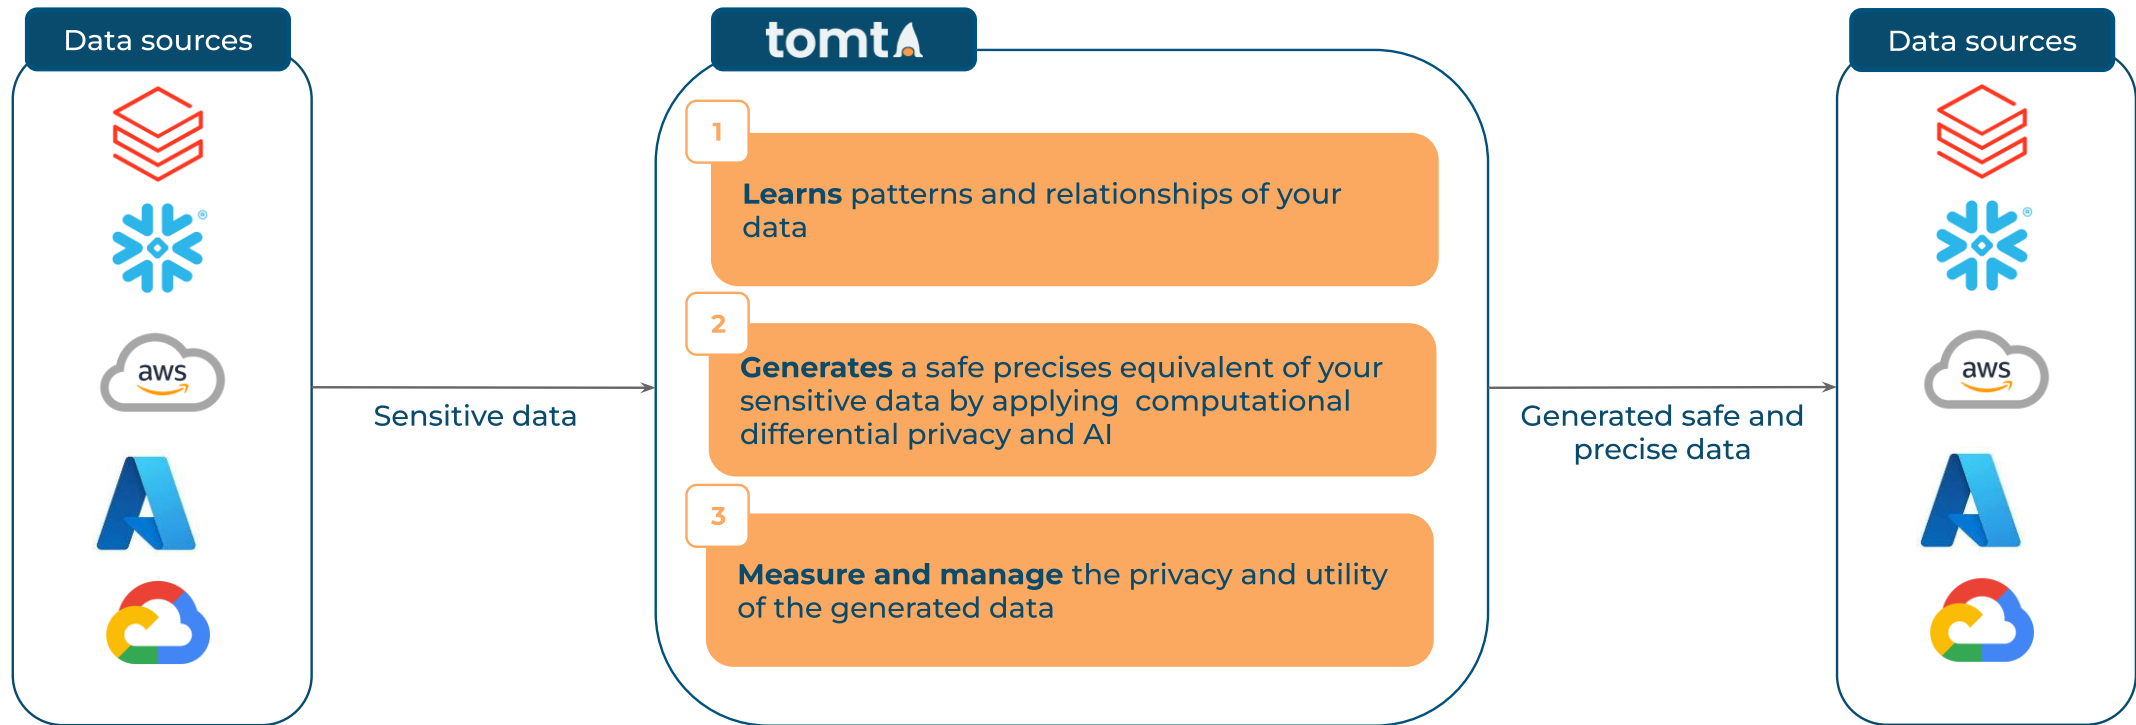 Data sources
aws
Sensitive data
tomt
1
Learns patterns and relationships of your
data
2
Generates a safe precises equivalent of your
sensitive data by applying  computational
differential privacy and AI
3
Measure and manage the privacy and utility
of the generated data
Generated safe and
precise data
Data sources
®
aws